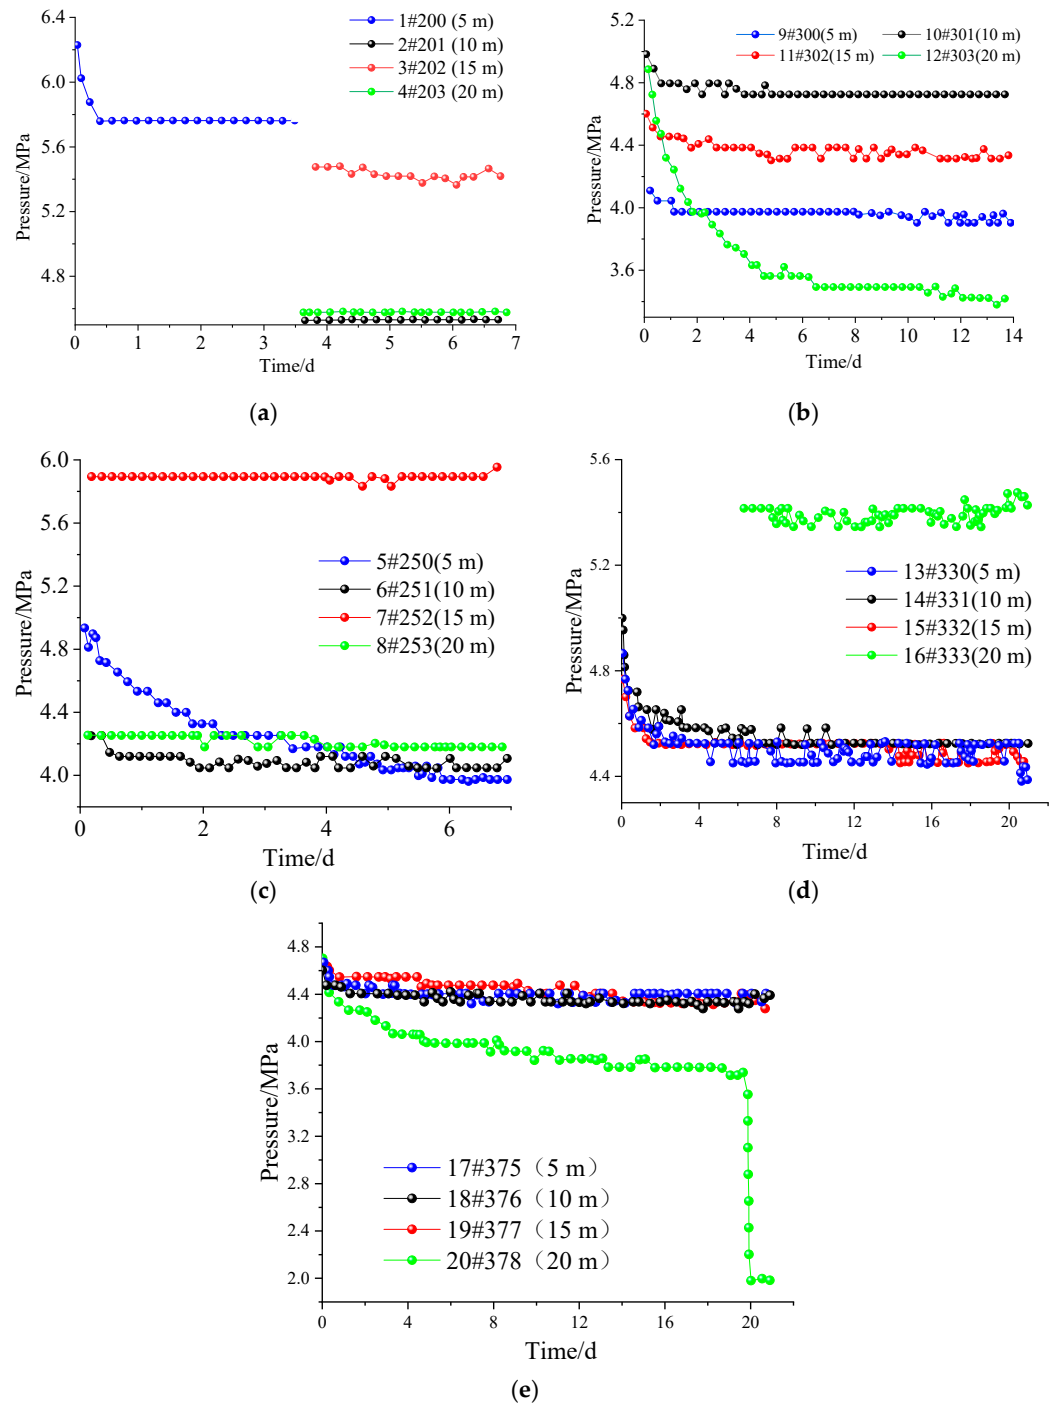 6.4
6.0
5.6
5.2
4.6
Pressure/MPa
0 1 2 3 4 5 6 7
Time/d
1#200 (5 m)
2#201 (10 m)
3#202 (15 m)
4#203 (20 m)
(a)
5.2
4.8
4.4
4.0
3.6
Pressure/MPa
0 2 4 6 8 10 12 14
Time/d
9#300(5 m) 10#301(10 m)
11#302(15 m) 12#303(20 m)
(b)
6.0
5.6
5.2
4.8
4.4
4.0
Pressure/MPa
0 2 4 6
Time/d
5#250(5 m)
6#251(10 m)
7#252(15 m)
8#253(20 m)
(c)
5.6
5.2
4.8
4.4
Pressure/MPa
0 4 8 12 16 20
Time/d
13#330(5 m)
14#331(10 m)
15#332(15 m)
16#333(20 m)
(d)
4.8
4.4
4.0
3.6
3.2
2.8
2.4
2.0
Pressure/MPa
0 4 8 12 16 20
Time/d
17#375（5 m）
18#376（10 m）
19#377（15 m）
20#378（20 m）
(e)